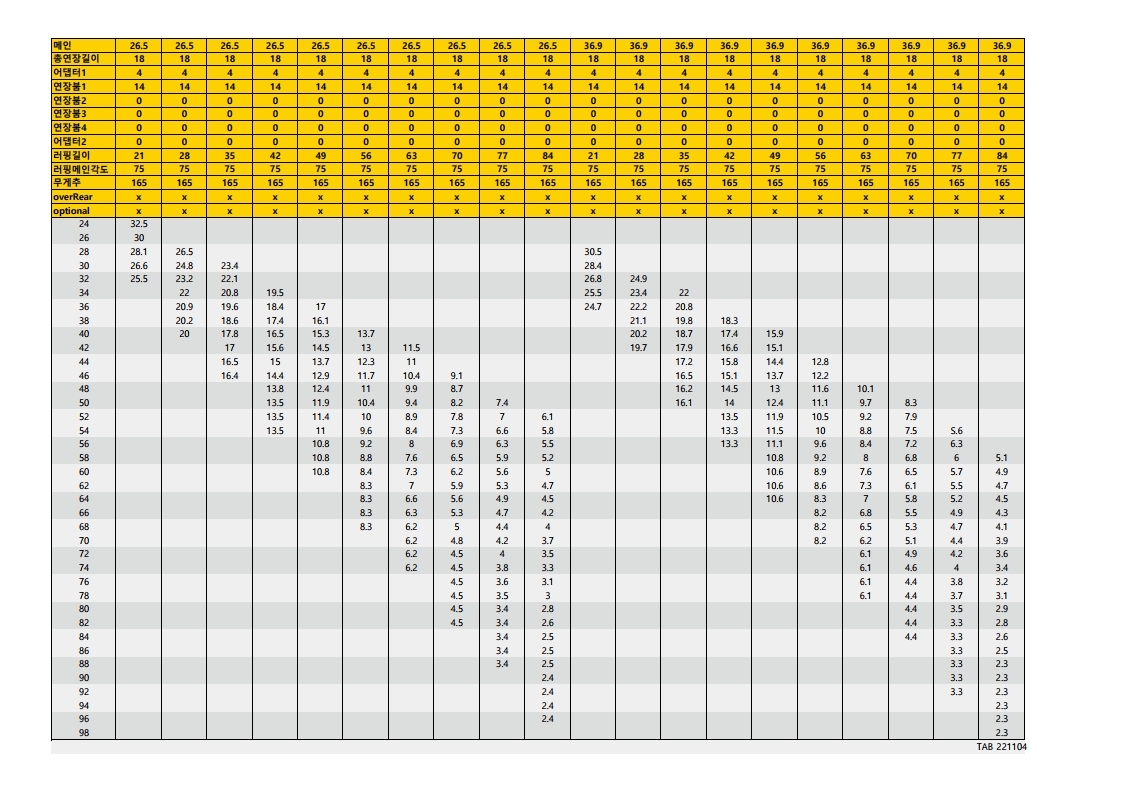 메인 26.5 26.5 26.5 26.5 26.5 26.5 26.5 26.5 26.5 26.5 36.9 36.9 36.9 36.9 36.9 36.9 36.9 36.9 36.9 36.9
총연장길이 18 18 18 18 18 18 18 18 18 18 18 18 18 18 18 18 18 18 18 18
어댑터1 4 4 4 4 4 4 4 4 4 4 4 4 4 4 4 4 4 4 4 4
연장붐1 14 14 14 14 14 14 14 14 14 14 14 14 14 14 14 14 14 14 14 14
연장붐2 0 0 0 0 0 0 0 0 0 0 0 0 0 0 0 0 0 0 0 0
연장붐3 0 0 0 0 0 0 0 0 0 0 0 0 0 0 0 0 0 0 0 0
연장붐4 0 0 0 0 0 0 0 0 0 0 0 0 0 0 0 0 0 0 0 0
어댑터2 0 0 0 0 0 0 0 0 0 0 0 0 0 0 0 0 0 0 0 0
러핑길이 21 28 35 42 49 56 63 70 77 84 21 28 35 42 49 56 63 70 77 84
러핑메인각도 75 75 75 75 75 75 75 75 75 75 75 75 75 75 75 75 75 75 75 75
무게추 165 165 165 165 165 165 165 165 165 165 165 165 165 165 165 165 165 165 165 165
overRear x x x x x x x x x x x x x x x x x x x x
optional x x x x x x x x x x x x x x x x x x x x
24 32.5
26 30
28 28.1 26.5 30.5
30 26.6 24.8 23.4 28.4
32 25.5 23.2 22.1 26.8 24.9
34 22 20.8 19.5 25.5 23.4 22
36 20.9 19.6 18.4 17 24.7 22.2 20.8
38 20.2 18.6 17.4 16.1 21.1 19.8 18.3
40 20 17.8 16.5 15.3 13.7 20.2 18.7 17.4 15.9
42 17 15.6 14.5 13 11.5 19.7 17.9 16.6 15.1
44 16.5 15 13.7 12.3 11 17.2 15.8 14.4 12.8
46 16.4 14.4 12.9 11.7 10.4 9.1 16.5 15.1 13.7 12.2
48 13.8 12.4 11 9.9 8.7 16.2 14.5 13 11.6 10.1
50 13.5 11.9 10.4 9.4 8.2 7.4 16.1 14 12.4 11.1 9.7 8.3
52 13.5 11.4 10 8.9 7.8 7 6.1 13.5 11.9 10.5 9.2 7.9
54 13.5 11 9.6 8.4 7.3 6.6 5.8 13.3 11.5 10 8.8 7.5 S.6
56 10.8 9.2 8 6.9 6.3 5.5 13.3 11.1 9.6 8.4 7.2 6.3
58 10.8 8.8 7.6 6.5 5.9 5.2 10.8 9.2 8 6.8 6 5.1
60 10.8 8.4 7.3 6.2 5.6 5 10.6 8.9 7.6 6.5 5.7 4.9
62 8.3 7 5.9 5.3 4.7 10.6 8.6 7.3 6.1 5.5 4.7
64 8.3 6.6 5.6 4.9 4.5 10.6 8.3 7 5.8 5.2 4.5
66 8.3 6.3 5.3 4.7 4.2 8.2 6.8 5.5 4.9 4.3
68 8.3 6.2 5 4.4 4 8.2 6.5 5.3 4.7 4.1
70 6.2 4.8 4.2 3.7 8.2 6.2 5.1 4.4 3.9
72 6.2 4.5 4 3.5 6.1 4.9 4.2 3.6
74 6.2 4.5 3.8 3.3 6.1 4.6 4 3.4
76 4.5 3.6 3.1 6.1 4.4 3.8 3.2
78 4.5 3.5 3 6.1 4.4 3.7 3.1
80 4.5 3.4 2.8 4.4 3.5 2.9
82 4.5 3.4 2.6 4.4 3.3 2.8
84 3.4 2.5 4.4 3.3 2.6
86 3.4 2.5 3.3 2.5
88 3.4 2.5 3.3 2.3
90 2.4 3.3 2.3
92 2.4 3.3 2.3
94 2.4 2.3
96 2.4 2.3
98 2.3
TAB 221104